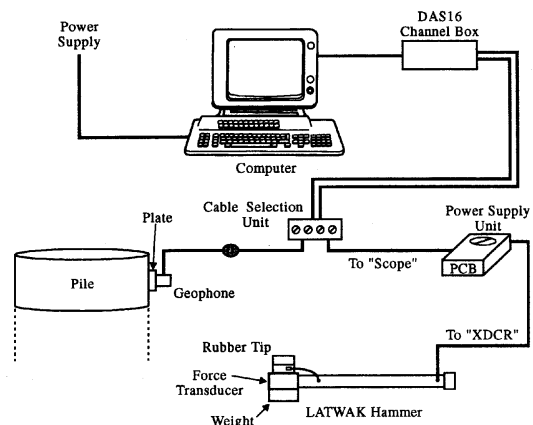 Power
Supply
DAS16
Channel Box
Computer
Cable Selection
Unit
Power Supply
Unit
Plate
Pile
Geophone
To "Scope"
PCB
To "XDCR"
Rubber Tip
Force
Transducer
LATWAK Hammer
Weight